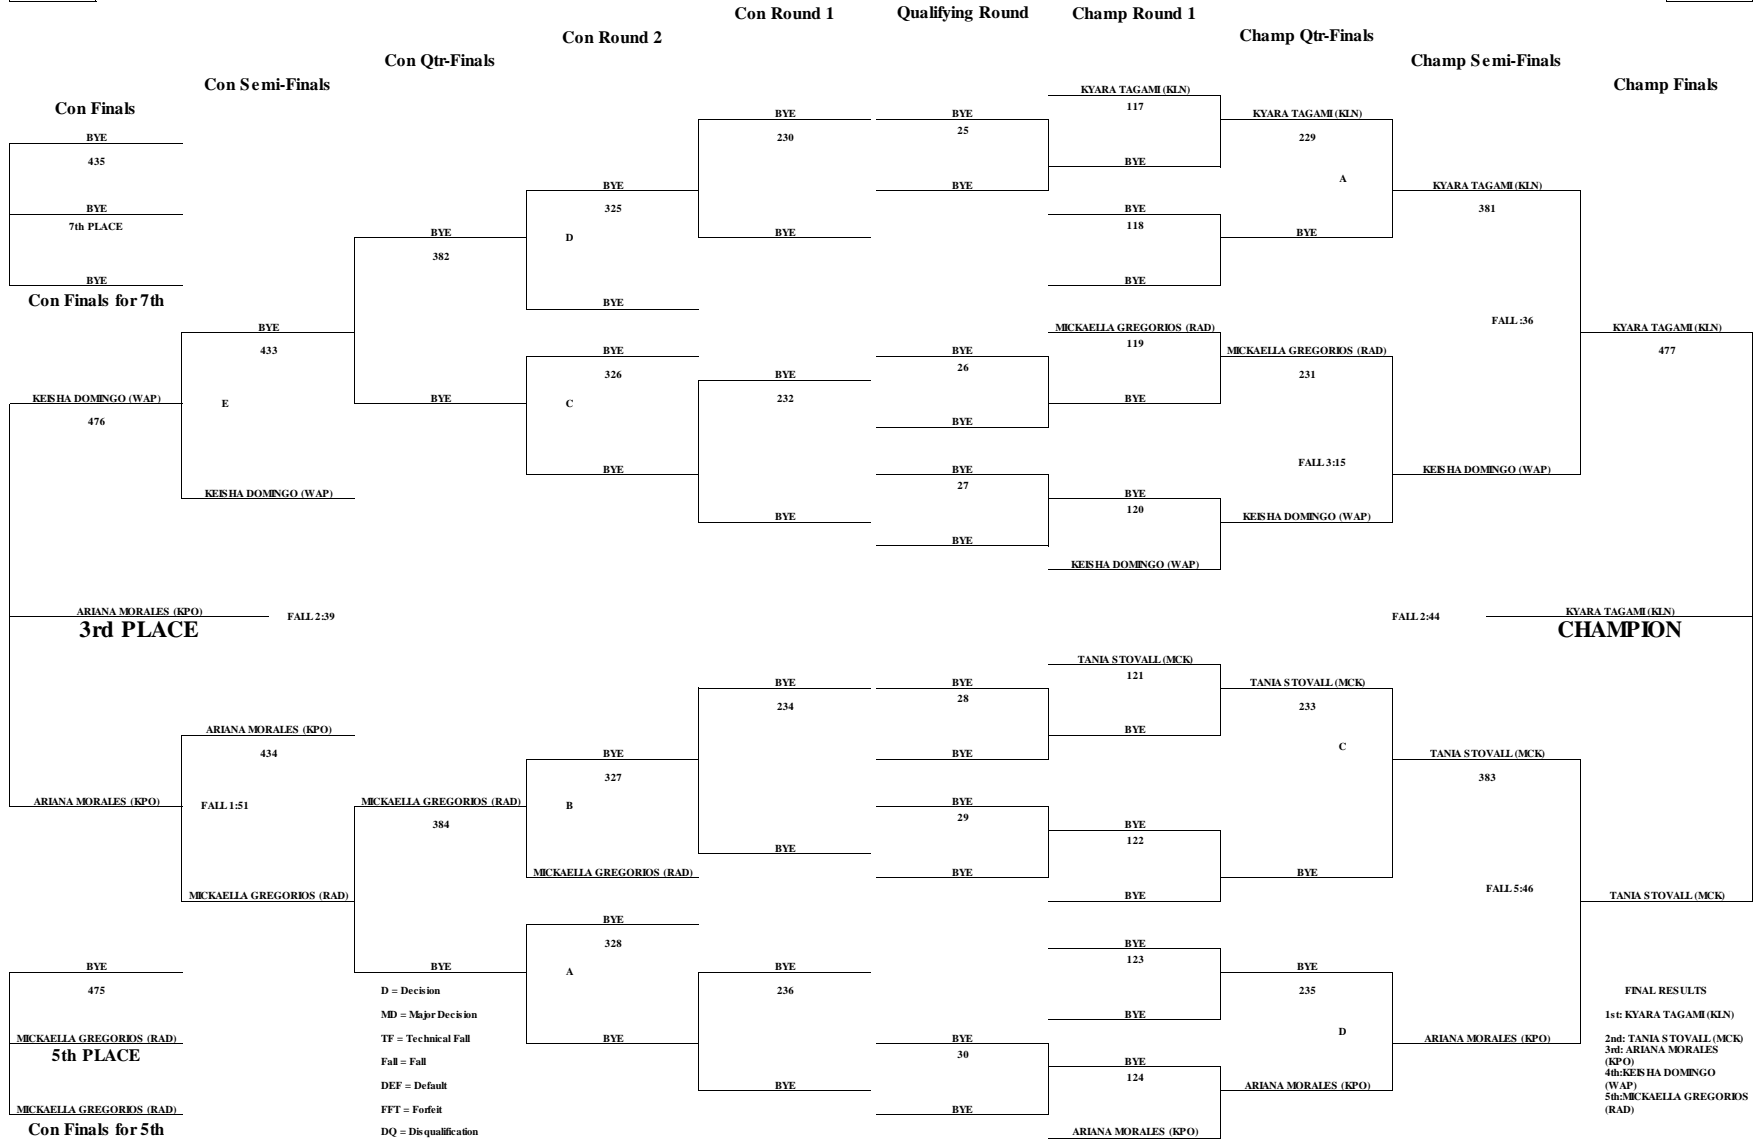 Con Round 1
Qualifying Round
Champ Round 1
Con Round 2
Champ Qtr-Finals
Con Qtr-Finals
Champ Semi-Finals
Con Semi-Finals
Champ Finals
Con Finals
BYE
435
BYE
7th PLACE
BYE
Con Finals for 7th
KEISHA DOMINGO (WAP)
476
ARIANA MORALES (KPO)
3rd PLACE
FALL 2:39
ARIANA MORALES (KPO)
BYE
475
MICKAELLA GREGORIOS (RAD)
5th PLACE
MICKAELLA GREGORIOS (RAD)
Con Finals for 5th
BYE
433
E
KEISHA DOMINGO (WAP)
ARIANA MORALES (KPO)
434
FALL 1:51
MICKAELLA GREGORIOS (RAD)
BYE
382
BYE
MICKAELLA GREGORIOS (RAD)
384
BYE
D = Decision
MD = Major Decision
TF = Technical Fall
Fall = Fall
DEF = Default
FFT = Forfeit
DQ = Disqualification
BYE
325
D
BYE
BYE
326
C
BYE
BYE
327
B
MICKAELLA GREGORIOS (RAD)
BYE
328
A
BYE
BYE
230
BYE
BYE
232
BYE
BYE
234
BYE
BYE
236
BYE
BYE
25
BYE
BYE
26
BYE
BYE
27
BYE
BYE
28
BYE
BYE
29
BYE
BYE
30
BYE
KYARA TAGAMI (KLN)
117
BYE
BYE
118
BYE
MICKAELLA GREGORIOS (RAD)
119
BYE
BYE
120
KEISHA DOMINGO (WAP)
TANIA STOVALL (MCK)
121
BYE
BYE
122
BYE
BYE
123
BYE
BYE
124
ARIANA MORALES (KPO)
KYARA TAGAMI (KLN)
229
A
BYE
MICKAELLA GREGORIOS (RAD)
231
FALL 3:15
KEISHA DOMINGO (WAP)
TANIA STOVALL (MCK)
233
C
BYE
BYE
235
D
ARIANA MORALES (KPO)
KYARA TAGAMI (KLN)
381
FALL :36
KEISHA DOMINGO (WAP)
TANIA STOVALL (MCK)
383
FALL 5:46
ARIANA MORALES (KPO)
KYARA TAGAMI (KLN)
477
FALL 2:44
KYARA TAGAMI (KLN)
CHAMPION
TANIA STOVALL (MCK)
FINAL RESULTS
1st: KYARA TAGAMI (KLN)
2nd: TANIA STOVALL (MCK)
3rd: ARIANA MORALES
(KPO)
4th:KEISHA DOMINGO
(WAP)
5th:MICKAELLA GREGORIOS
(RAD)